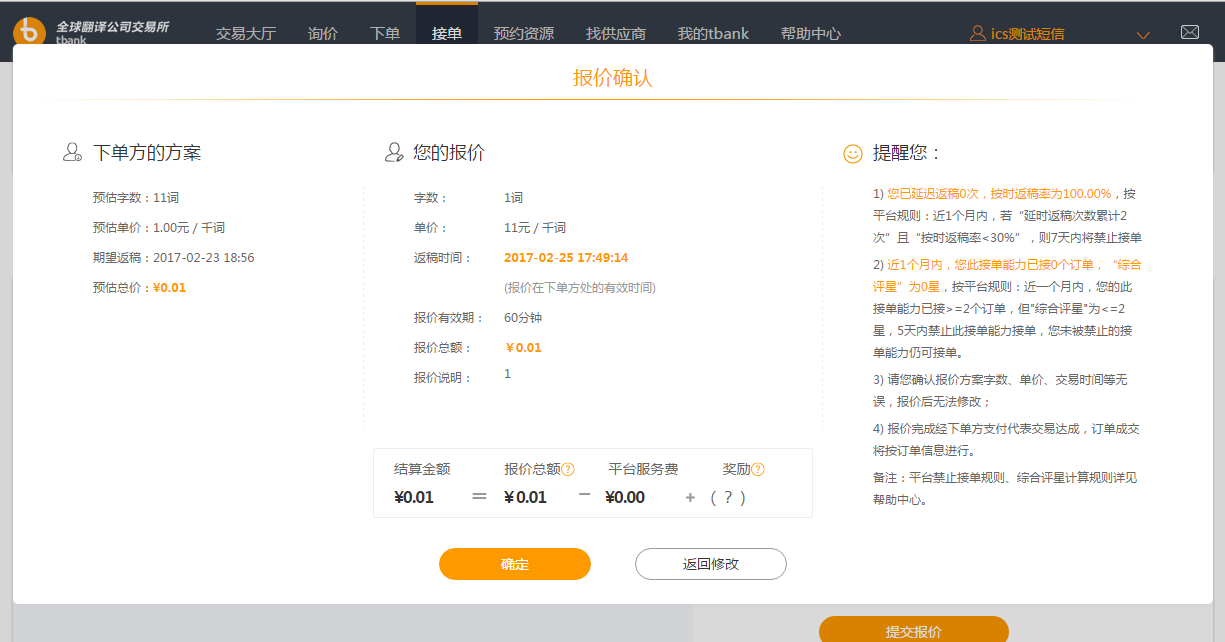 全球翻译公司交易所
tbank
交易大厅 询价 下单 接单 预约资源 找供应商 我的tbank 帮助中心 ics测试短信
报价确认
下单方的方案
预估字数：11词
预估单价：1.00元 / 千词
期望返稿：2017-02-23 18:56
预估总价：¥0.01
您的报价
字数： 1词
单价： 11元 / 千词
返稿时间： 2017-02-25 17:49:14
(报价在下单方处的有效时间)
报价有效期： 60分钟
报价总额： ￥0.01
报价说明： 1
结算金额 报价总额? 平台服务费 奖励?
¥0.01 = ¥0.01 − ¥0.00 + ( ? )
确定 返回修改
提醒您：
1) 您已延迟返稿0次，按时返稿率为100.00%，按
平台规则：近1个月内，若“延时返稿次数累计2
次”且“按时返稿率<30%”，则7天内将禁止接单
2) 近1个月内，您此接单能力已接0个订单，“综合
评星”为0星，按平台规则：近一个月内，您的此
接单能力已接>=2个订单，但"综合评星"为<=2
星，5天内禁止此接单能力接单，您未被禁止的接
单能力仍可接单。
3) 请您确认报价方案字数、单价、交易时间等无
误，报价后无法修改；
4) 报价完成经下单方支付代表交易达成，订单成交
将按订单信息进行。
备注：平台禁止接单规则、综合评星计算规则详见
帮助中心。
提交报价